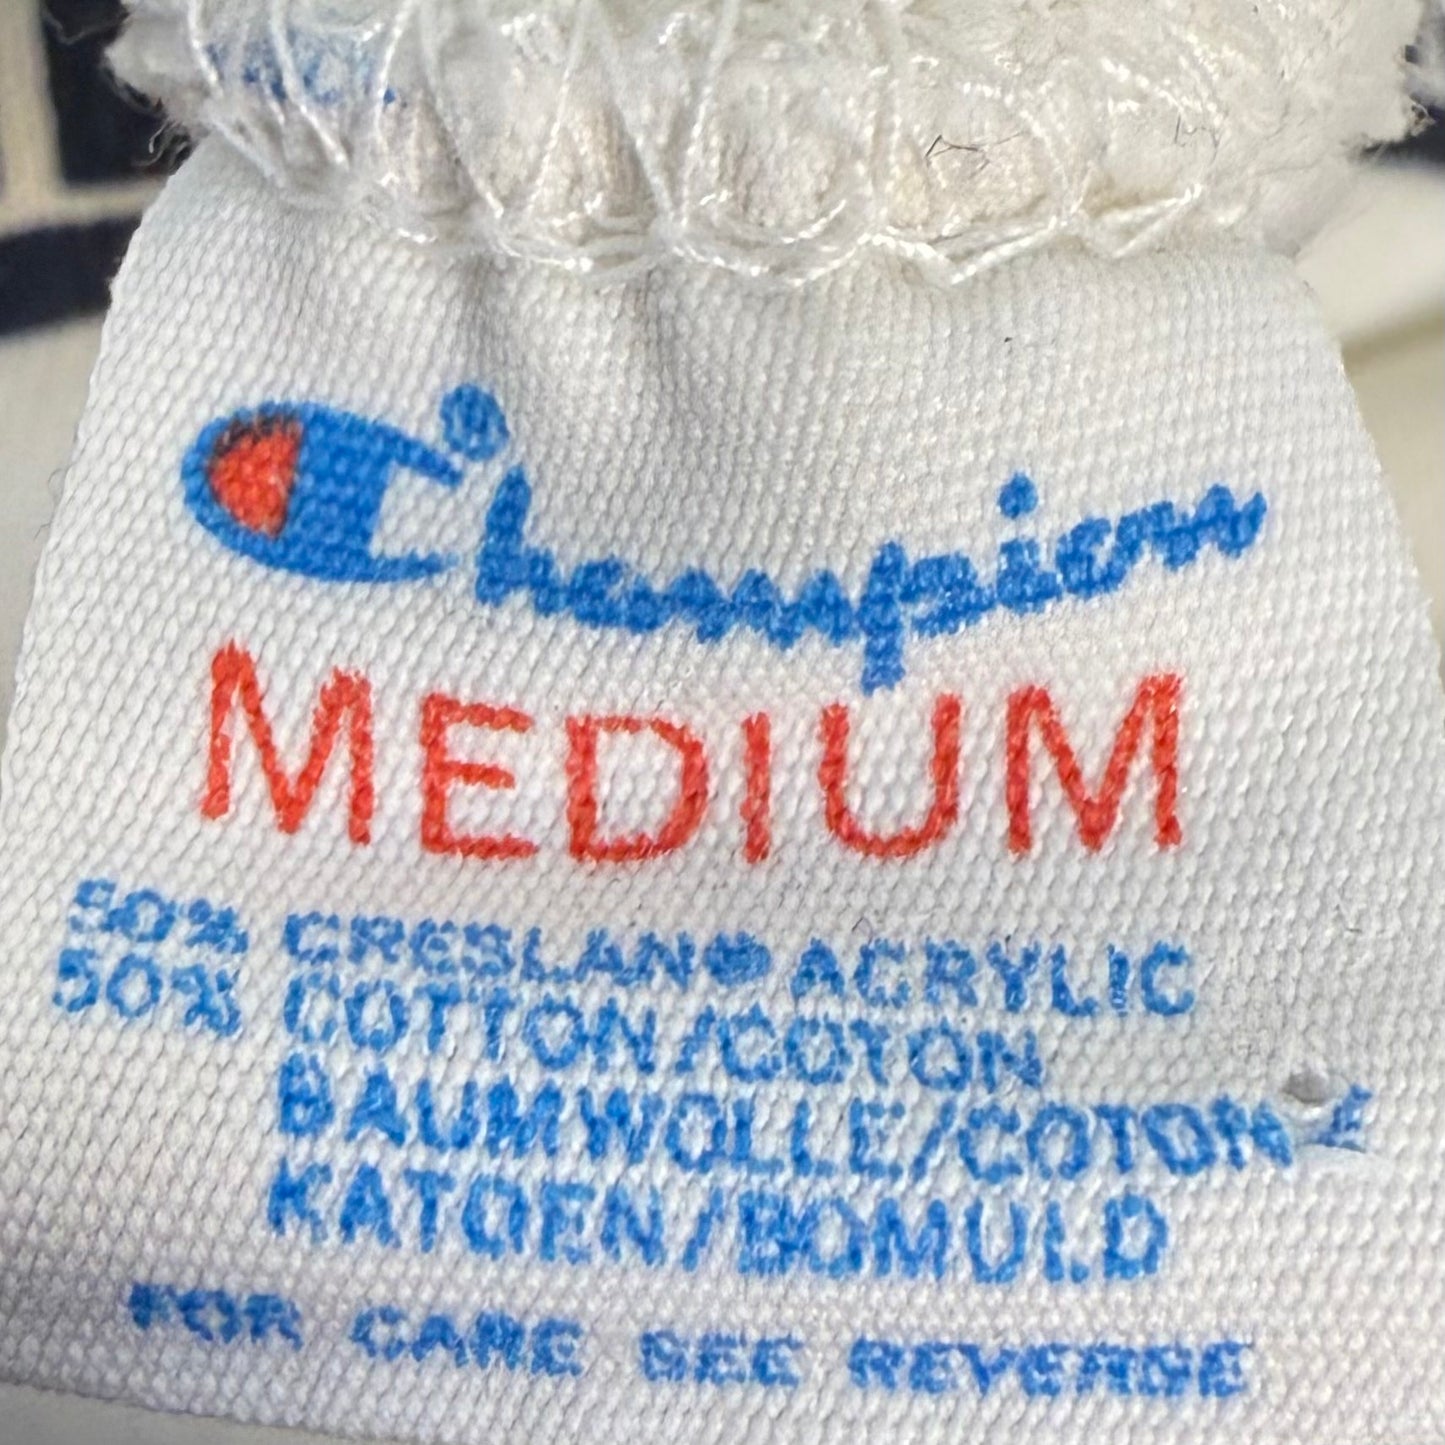 Champion
MEDIUM
50% CRESLAN® ACRYLIC
50% COTTON/COTON
BAUMWOLLE/COTONE
KATOEN/BOMULD
FOR CARE SEE REVERSE